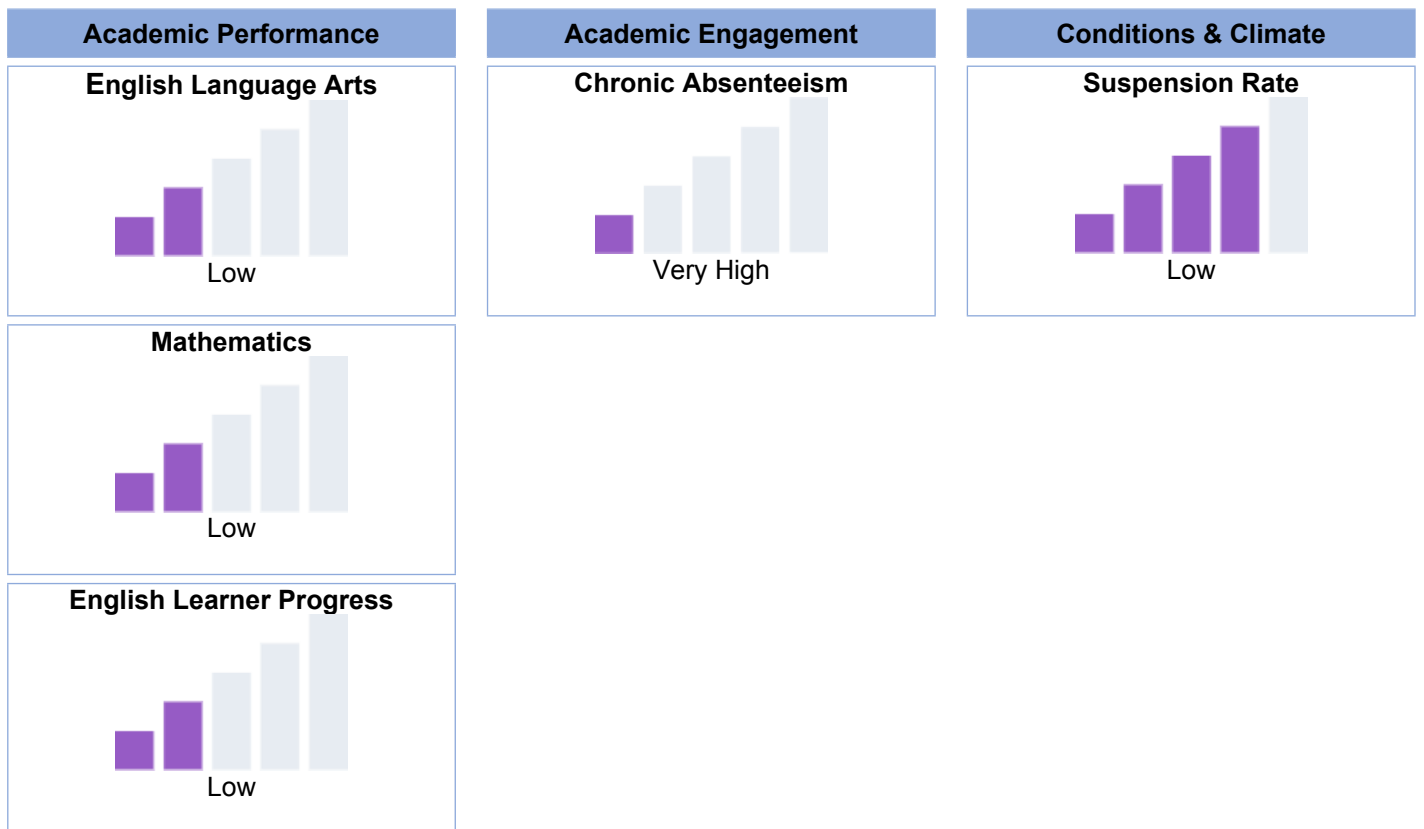 Academic Performance
English Language Arts
Low
Mathematics
Low
English Learner Progress
Low
Academic Engagement
Chronic Absenteeism
Very High
Conditions & Climate
Suspension Rate
Low